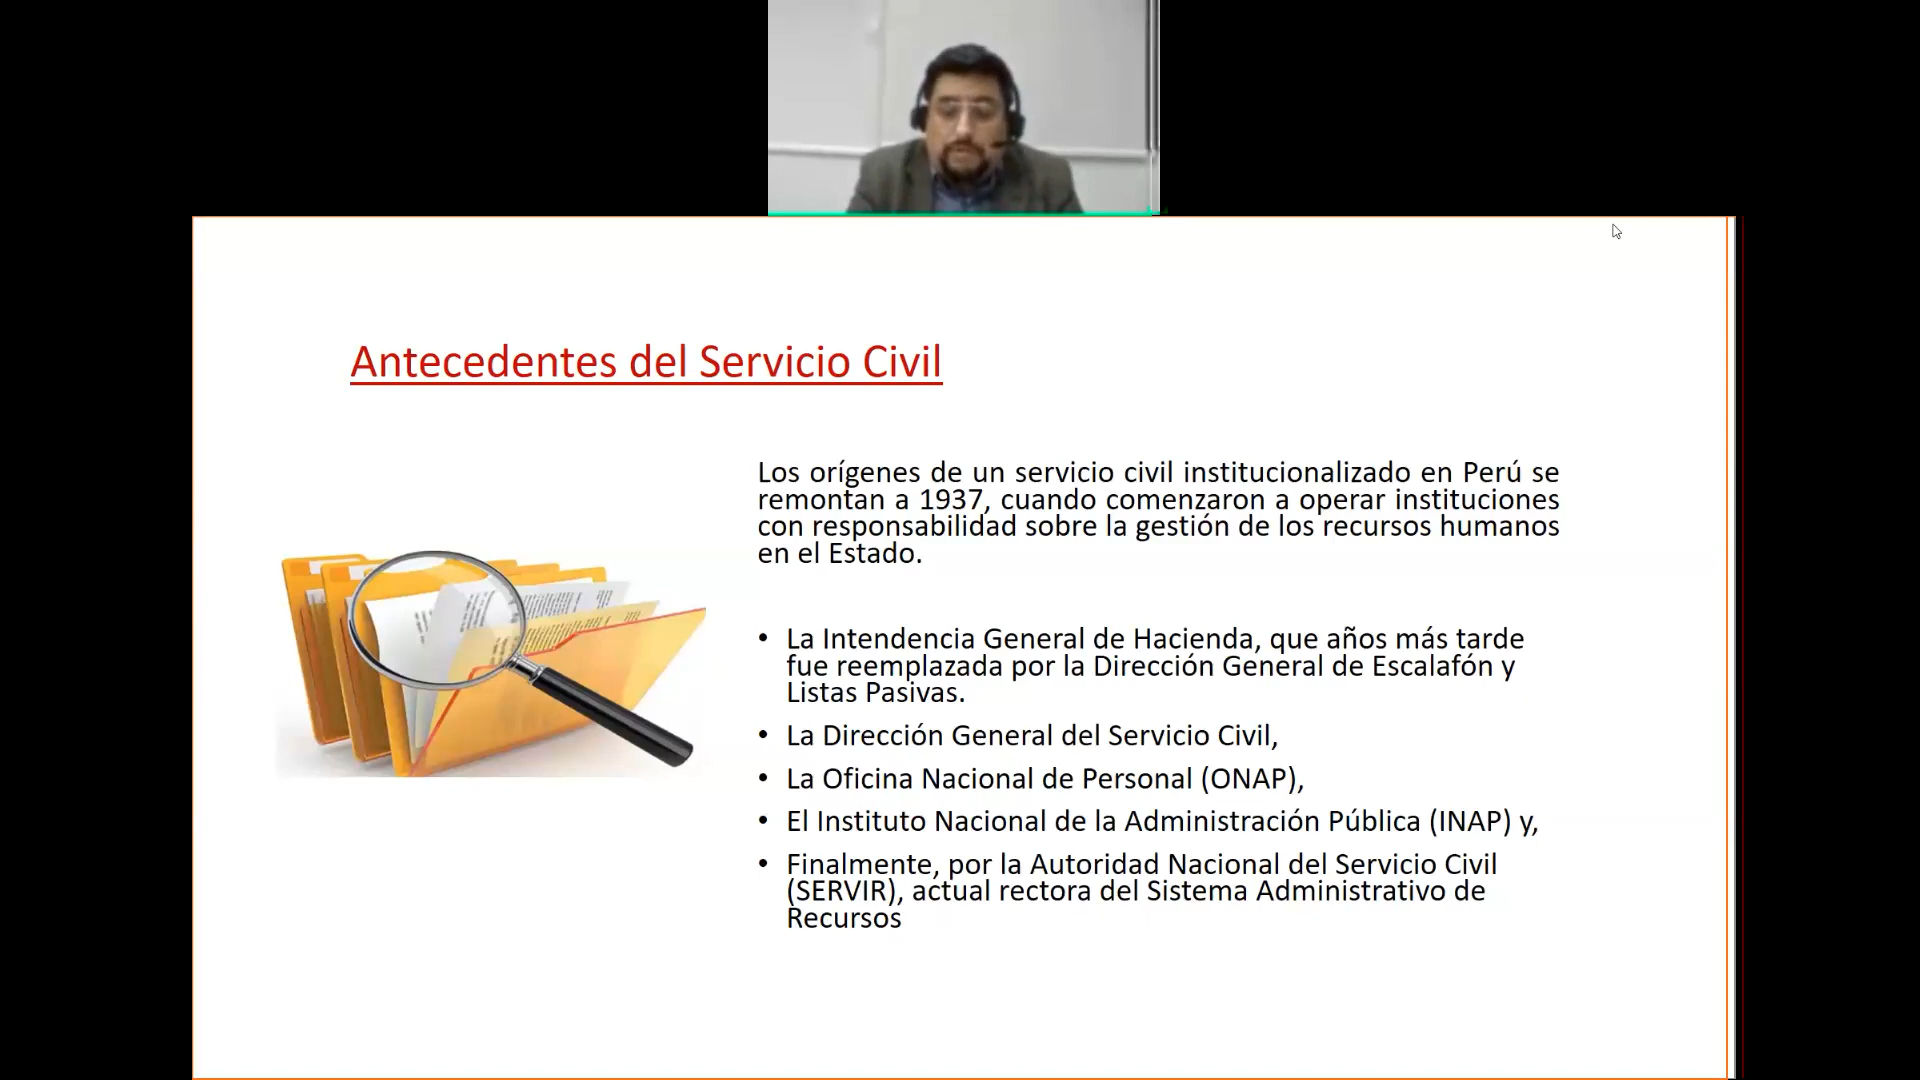 Antecedentes del Servicio Civil
Los orígenes de un servicio civil institucionalizado en Perú se
remontan a 1937, cuando comenzaron a operar instituciones
con responsabilidad sobre la gestión de los recursos humanos
en el Estado.
• La Intendencia General de Hacienda, que años más tarde
fue reemplazada por la Dirección General de Escalafón y
Listas Pasivas.
• La Dirección General del Servicio Civil,
• La Oficina Nacional de Personal (ONAP),
• El Instituto Nacional de la Administración Pública (INAP) y,
• Finalmente, por la Autoridad Nacional del Servicio Civil
(SERVIR), actual rectora del Sistema Administrativo de
Recursos